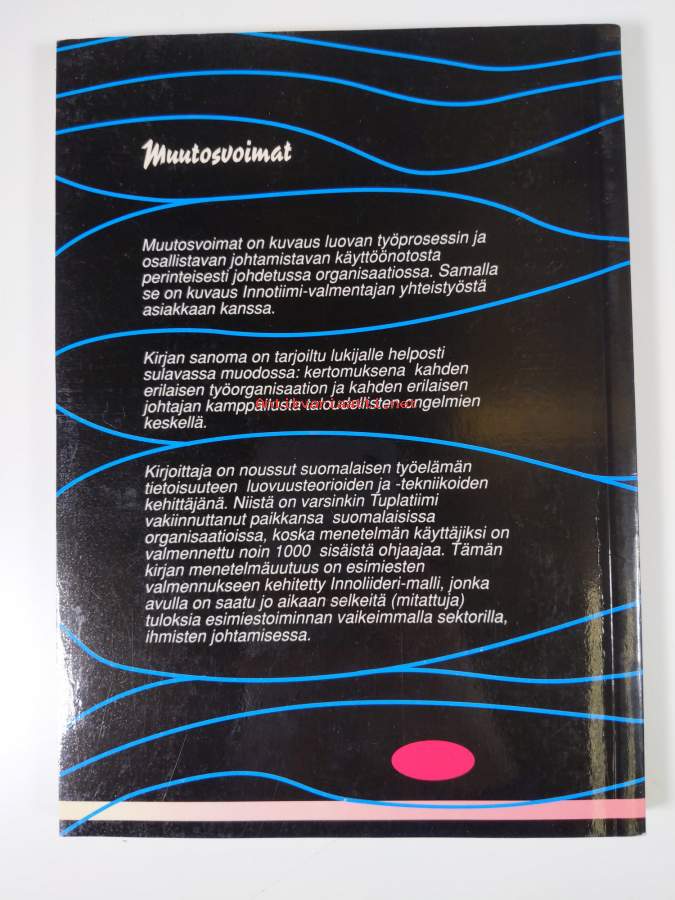 Muutosvoimat
Muutosvoimat on kuvaus luovan työprosessin ja
osallistavan johtamistavan käyttöönotosta
perinteisesti johdetussa organisaatiossa. Samalla
se on kuvaus Innotiimi-valmentajan yhteistyöstä
asiakkaan kanssa.
Kirjan sanoma on tarjoiltu lukijalle helposti
sulavassa muodossa: kertomuksena kahden
erilaisen työorganisaation ja kahden erilaisen
johtajan kamppailusta taloudellisten ongelmien
keskellä.
Antikvariaatti.net
Kirjoittaja on noussut suomalaisen työelämän
tietoisuuteen luovuusteorioiden ja -tekniikoiden
kehittäjänä. Niistä on varsinkin Tuplatiimi
vakiinnuttanut paikkansa suomalaisissa
organisaatioissa, koska menetelmän käyttäjiksi on
valmennettu noin 1000 sisäistä ohjaajaa. Tämän
kirjan menetelmäuutuus on esimiesten
valmennukseen kehitetty Innoliideri-malli, jonka
avulla on saatu jo aikaan selkeitä (mitattuja)
tuloksia esimiestoiminnan vaikeimmalla sektorilla,
ihmisten johtamisessa.